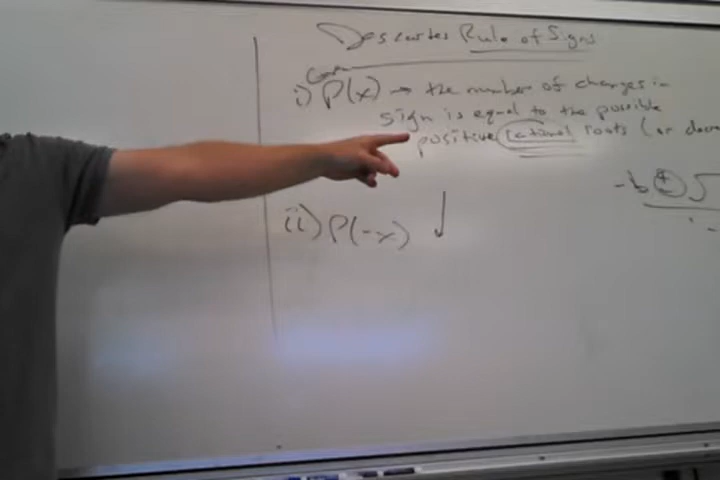 Descartes Rule of Signs
i) P(x) → the number of changes in
sign is equal to the possible
positive rational roots (or decre
ii) P(-x) ↓
-b ±